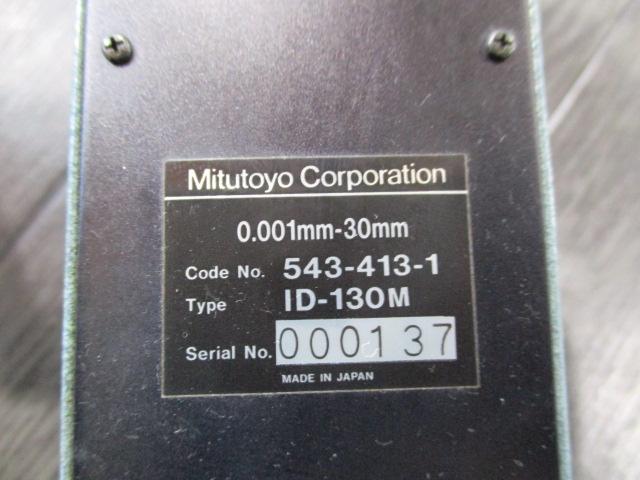 Mitutoyo Corporation
0.001mm-30mm
Code No. 543-413-1
Type ID-130M
Serial No. 000137
MADE IN JAPAN